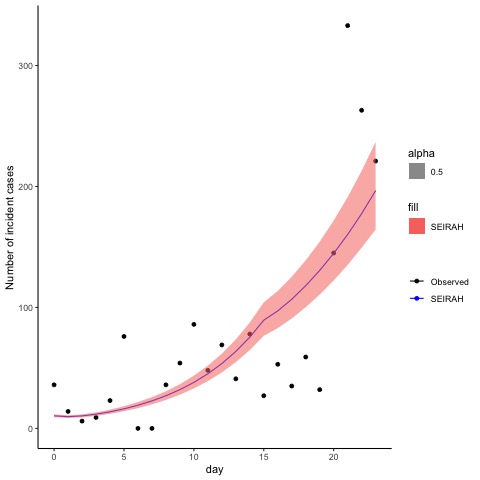 Number of incident cases
300
200
100
0
0
5
10
15
20
day
alpha
0.5
fill
SEIRAH
Observed
SEIRAH